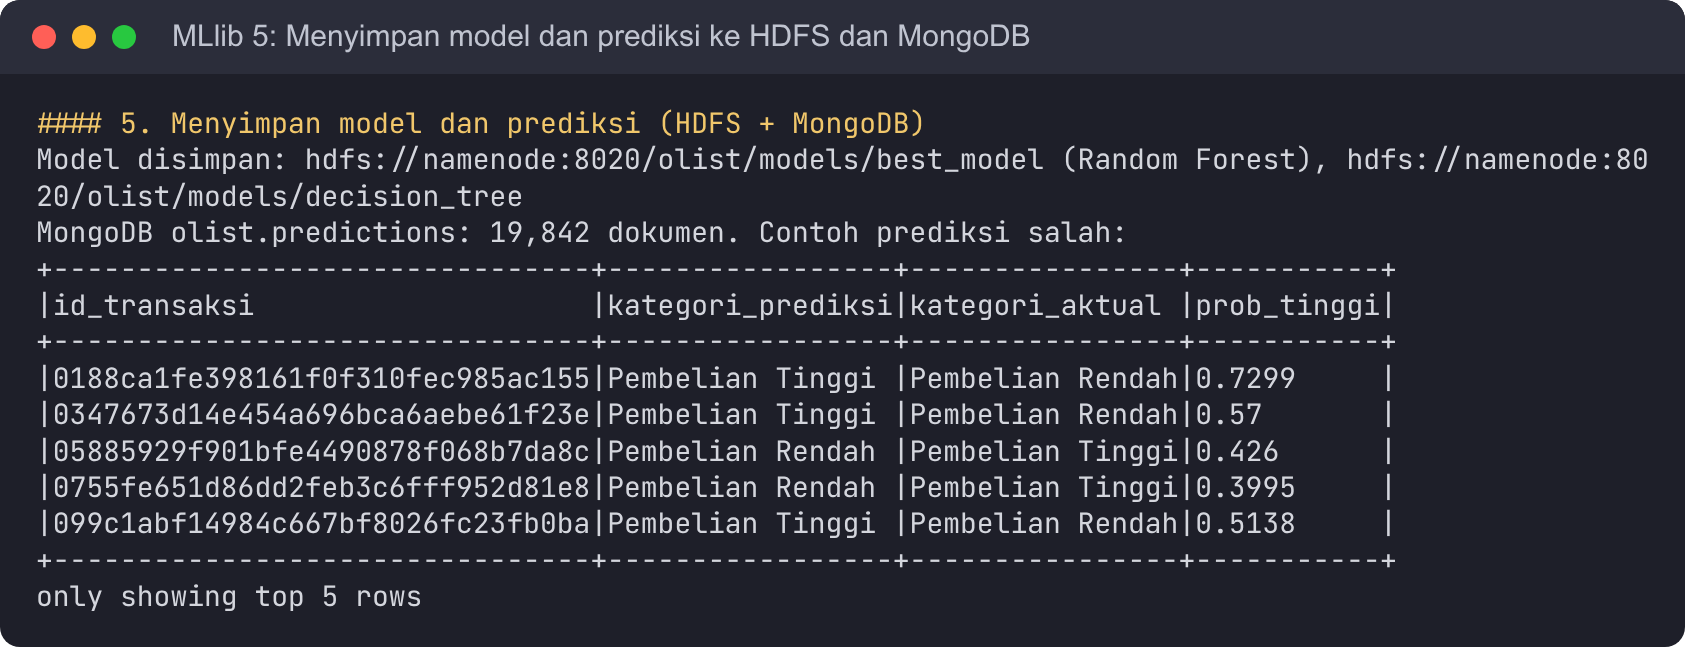 MLlib 5: Menyimpan model dan prediksi ke HDFS dan MongoDB
#### 5. Menyimpan model dan prediksi (HDFS + MongoDB)
Model disimpan: hdfs://namenode:8020/olist/models/best_model (Random Forest), hdfs://namenode:80
20/olist/models/decision_tree
MongoDB olist.predictions: 19,842 dokumen. Contoh prediksi salah:
+--------------------------------+-----------------+----------------+-----------+
|id_transaksi                    |kategori_prediksi|kategori_aktual |prob_tinggi|
+--------------------------------+-----------------+----------------+-----------+
|0188ca1fe398161f0f310fec985ac155|Pembelian Tinggi |Pembelian Rendah|0.7299     |
|0347673d14e454a696bca6aebe61f23e|Pembelian Tinggi |Pembelian Rendah|0.57       |
|05885929f901bfe4490878f068b7da8c|Pembelian Rendah |Pembelian Tinggi|0.426      |
|0755fe651d86dd2feb3c6fff952d81e8|Pembelian Rendah |Pembelian Tinggi|0.3995     |
|099c1abf14984c667bf8026fc23fb0ba|Pembelian Tinggi |Pembelian Rendah|0.5138     |
+--------------------------------+-----------------+----------------+-----------+
only showing top 5 rows